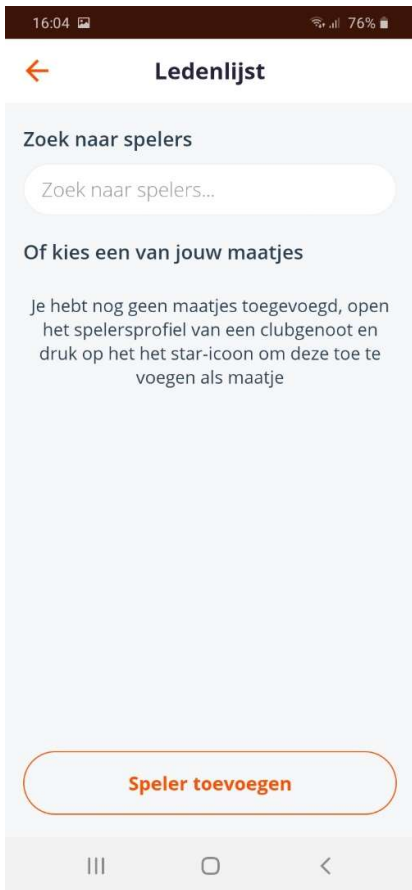 16:04 76%
Ledenlijst
Zoek naar spelers
Zoek naar spelers...
Of kies een van jouw maatjes
Je hebt nog geen maatjes toegevoegd, open
het spelersprofiel van een clubgenoot en
druk op het het star-icoon om deze toe te
voegen als maatje
Speler toevoegen